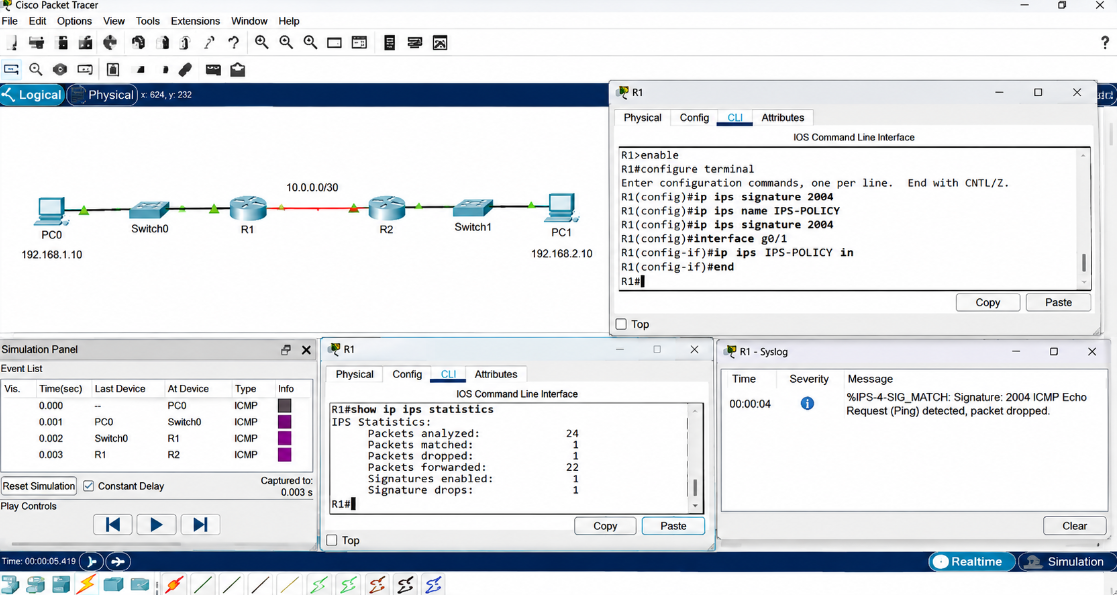 Cisco Packet Tracer
File Edit Options View Tools Extensions Window Help
Logical Physical x: 624, y: 232
10.0.0.0/30
PC0 Switch0 R1 R2 Switch1 PC1
192.168.1.10 192.168.2.10
R1
Physical Config CLI Attributes
IOS Command Line Interface
R1>enable
R1#configure terminal
Enter configuration commands, one per line. End with CNTL/Z.
R1(config)#ip ips signature 2004
R1(config)#ip ips name IPS-POLICY
R1(config)#ip ips signature 2004
R1(config)#interface g0/1
R1(config-if)#ip ips IPS-POLICY in
R1(config-if)#end
R1#
Copy Paste
Top
Simulation Panel
Event List
Vis. Time(sec) Last Device At Device Type Info
0.000 -- PC0 ICMP
0.001 PC0 Switch0 ICMP
0.002 Switch0 R1 ICMP
0.003 R1 R2 ICMP
Reset Simulation Constant Delay Captured to:
0.003 s
Play Controls
R1
Physical Config CLI Attributes
IOS Command Line Interface
R1#show ip ips statistics
IPS Statistics:
Packets analyzed: 24
Packets matched: 1
Packets dropped: 1
Packets forwarded: 22
Signatures enabled: 1
Signature drops: 1
R1#
Copy Paste
Top
R1 - Syslog
Time Severity Message
00:00:04 %IPS-4-SIG_MATCH: Signature: 2004 ICMP Echo
Request (Ping) detected, packet dropped.
Clear
Time: 00:00:05.419 Realtime Simulation